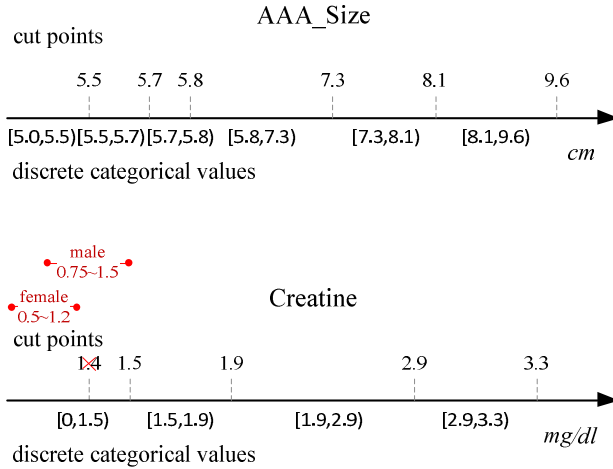 AAA_Size
cut points
5.5 5.7 5.8 7.3 8.1 9.6
[5.0,5.5) [5.5,5.7) [5.7,5.8) [5.8,7.3) [7.3,8.1) [8.1,9.6)
cm
discrete categorical values
male
0.75~1.5
female
0.5~1.2
Creatine
cut points
1.4 1.5 1.9 2.9 3.3
[0,1.5) [1.5,1.9) [1.9,2.9) [2.9,3.3)
mg/dl
discrete categorical values